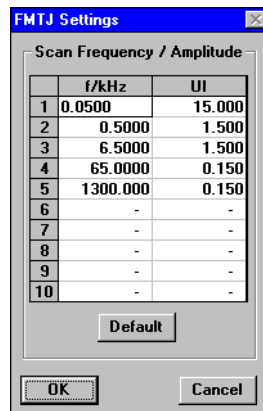 FMTJ Settings
Scan Frequency / Amplitude
f/kHz UI
1 0.0500 15.000
2 0.5000 1.500
3 6.5000 1.500
4 65.0000 0.150
5 1300.000 0.150
6 - -
7 - -
8 - -
9 - -
10 - -
Default
OK Cancel